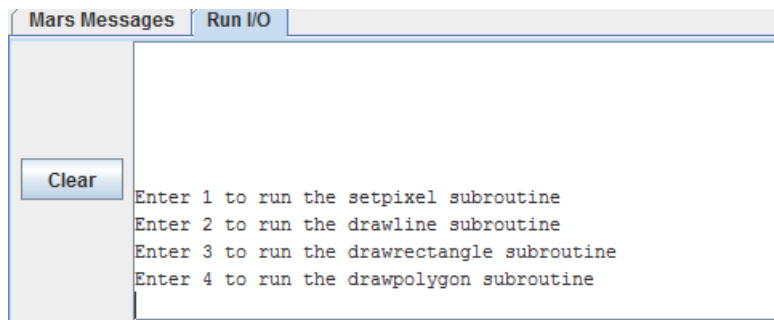 Mars Messages Run I/O
Clear
Enter 1 to run the setpixel subroutine
Enter 2 to run the drawline subroutine
Enter 3 to run the drawrectangle subroutine
Enter 4 to run the drawpolygon subroutine